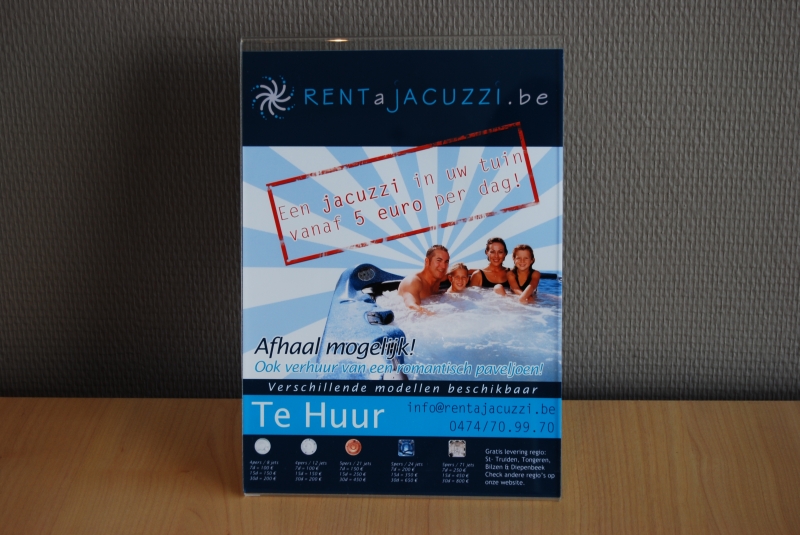 RENTaJACUZZI.be
Een jacuzzi in uw tuin
vanaf 5 euro per dag!
Afhaal mogelijk!
Ook verhuur van een romantisch paveljoen!
Verschillende modellen beschikbaar
Te Huur
info@rentajacuzzi.be
0474/70.99.70
Gratis levering regio:
St- Truiden, Tongeren,
Bilzen & Diepenbeek
Check andere regio's op
onze website.